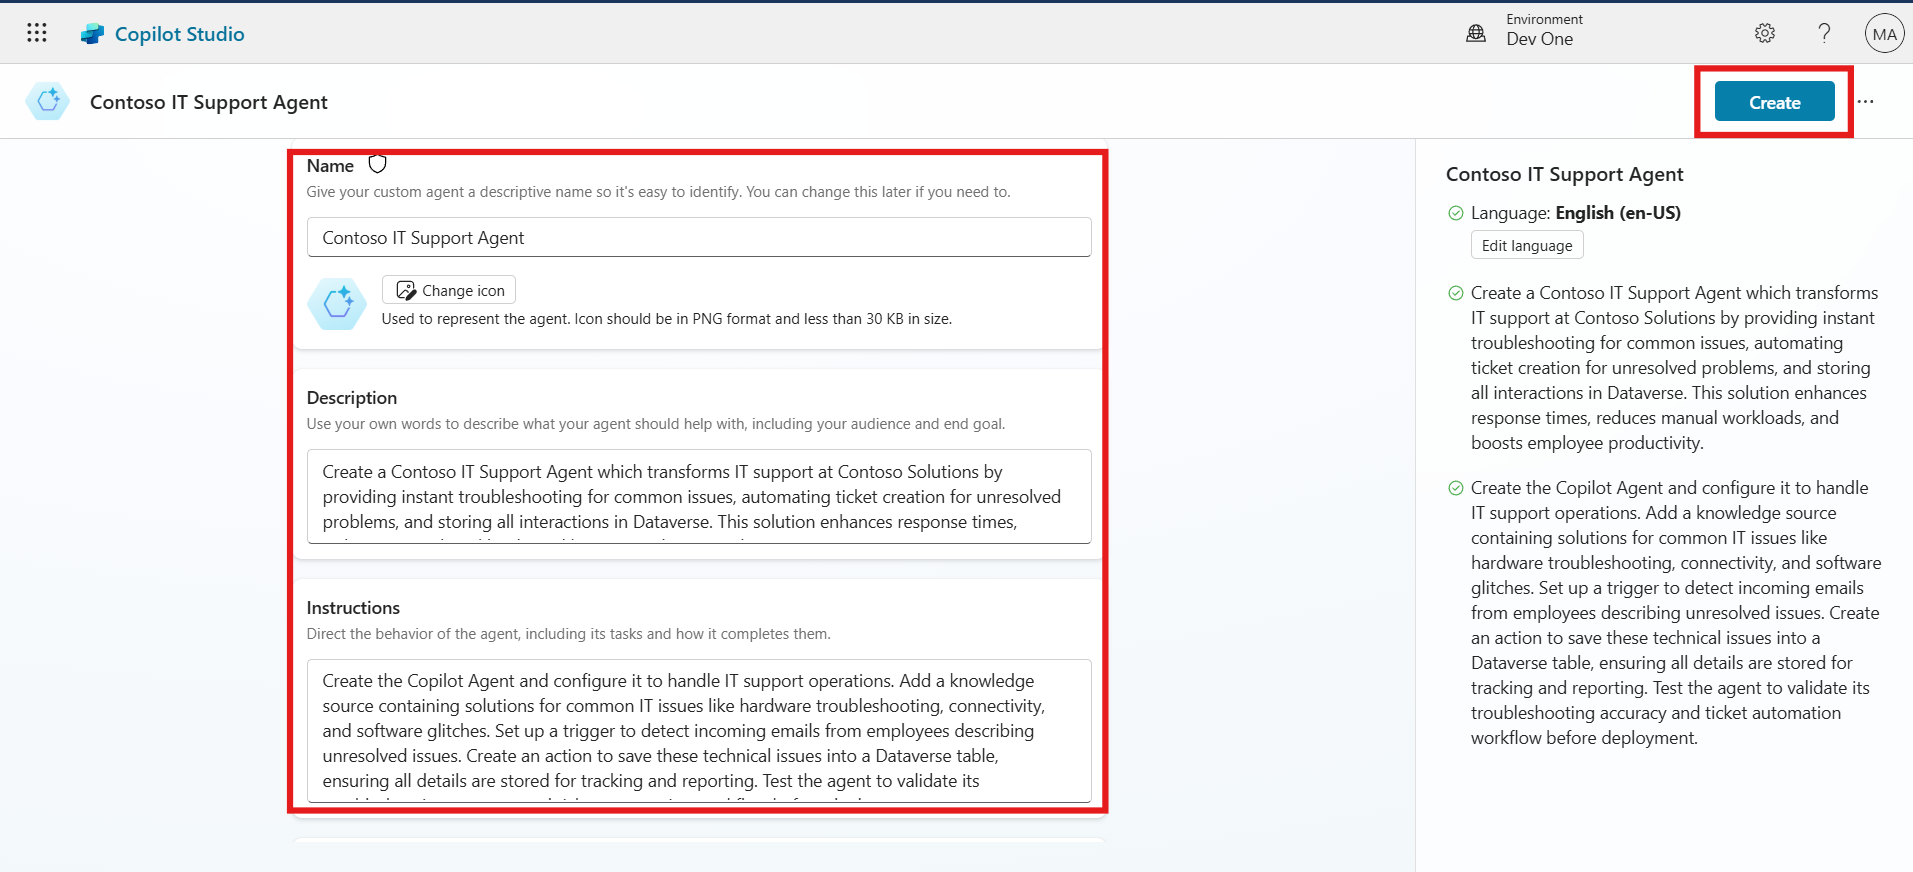 Copilot Studio
Environment
Dev One
MA
Contoso IT Support Agent
Create
Name
Give your custom agent a descriptive name so it's easy to identify. You can change this later if you need to.
Contoso IT Support Agent
Change icon
Used to represent the agent. Icon should be in PNG format and less than 30 KB in size.
Description
Use your own words to describe what your agent should help with, including your audience and end goal.
Create a Contoso IT Support Agent which transforms IT support at Contoso Solutions by
providing instant troubleshooting for common issues, automating ticket creation for unresolved
problems, and storing all interactions in Dataverse. This solution enhances response times,
Instructions
Direct the behavior of the agent, including its tasks and how it completes them.
Create the Copilot Agent and configure it to handle IT support operations. Add a knowledge
source containing solutions for common IT issues like hardware troubleshooting, connectivity,
and software glitches. Set up a trigger to detect incoming emails from employees describing
unresolved issues. Create an action to save these technical issues into a Dataverse table,
ensuring all details are stored for tracking and reporting. Test the agent to validate its
Contoso IT Support Agent
Language: English (en-US)
Edit language
Create a Contoso IT Support Agent which transforms
IT support at Contoso Solutions by providing instant
troubleshooting for common issues, automating
ticket creation for unresolved problems, and storing
all interactions in Dataverse. This solution enhances
response times, reduces manual workloads, and
boosts employee productivity.
Create the Copilot Agent and configure it to handle
IT support operations. Add a knowledge source
containing solutions for common IT issues like
hardware troubleshooting, connectivity, and software
glitches. Set up a trigger to detect incoming emails
from employees describing unresolved issues. Create
an action to save these technical issues into a
Dataverse table, ensuring all details are stored for
tracking and reporting. Test the agent to validate its
troubleshooting accuracy and ticket automation
workflow before deployment.